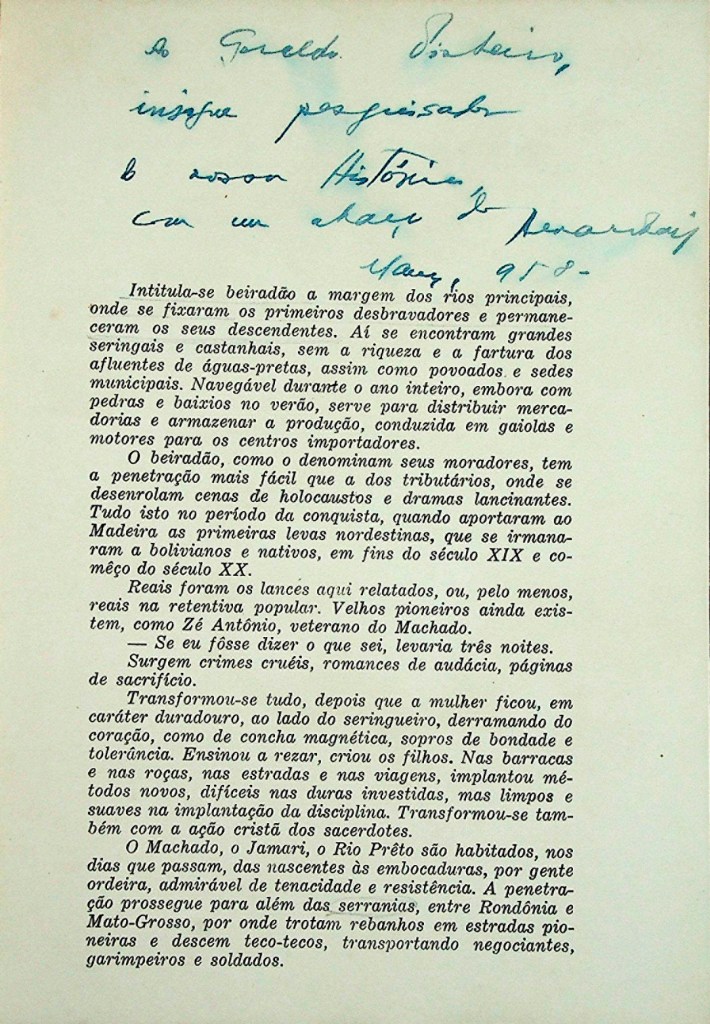 Ao Geraldo Pinheiro,
insigne pesquisador
da nossa História,
com um abraço do
958-
Intitula-se beiradão a margem dos rios principais,
onde se fixaram os primeiros desbravadores e permane-
ceram os seus descendentes. Aí se encontram grandes
seringais e castanhais, sem a riqueza e a fartura dos
afluentes de águas-pretas, assim como povoados e sedes
municipais. Navegável durante o ano inteiro, embora com
pedras e baixios no verão, serve para distribuir merca-
dorias e armazenar a produção, conduzida em gaiolas e
motores para os centros importadores.
O beiradão, como o denominam seus moradores, tem
a penetração mais fácil que a dos tributários, onde se
desenrolam cenas de holocaustos e dramas lancinantes.
Tudo isto no período da conquista, quando aportaram ao
Madeira as primeiras levas nordestinas, que se irmana-
ram a bolivianos e nativos, em fins do século XIX e co-
mêço do século XX.
Reais foram os lances aqui relatados, ou, pelo menos,
reais na retentiva popular. Velhos pioneiros ainda exis-
tem, como Zé Antônio, veterano do Machado.
— Se eu fôsse dizer o que sei, levaria três noites.
Surgem crimes cruéis, romances de audácia, páginas
de sacrifício.
Transformou-se tudo, depois que a mulher ficou, em
caráter duradouro, ao lado do seringueiro, derramando do
coração, como de concha magnética, sopros de bondade e
tolerância. Ensinou a rezar, criou os filhos. Nas barracas
e nas roças, nas estradas e nas viagens, implantou mé-
todos novos, difíceis nas duras investidas, mas limpos e
suaves na implantação da disciplina. Transformou-se tam-
bém com a ação cristã dos sacerdotes.
O Machado, o Jamari, o Rio Prêto são habitados, nos
dias que passam, das nascentes às embocaduras, por gente
ordeira, admirável de tenacidade e resistência. A penetra-
ção prossegue para além das serranias, entre Rondônia e
Mato-Grosso, por onde trotam rebanhos em estradas pio-
neiras e descem teco-tecos, transportando negociantes,
garimpeiros e soldados.